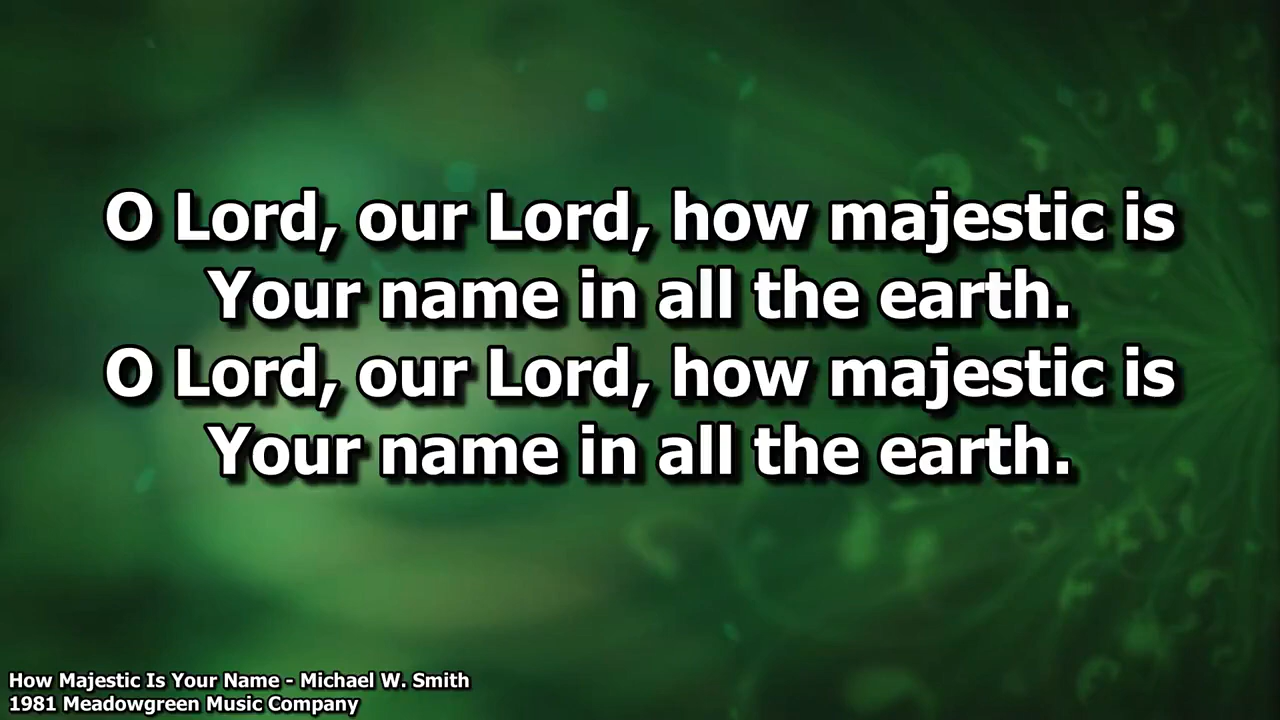 O Lord, our Lord, how majestic is
Your name in all the earth.
O Lord, our Lord, how majestic is
Your name in all the earth.
How Majestic Is Your Name - Michael W. Smith
1981 Meadowgreen Music Company